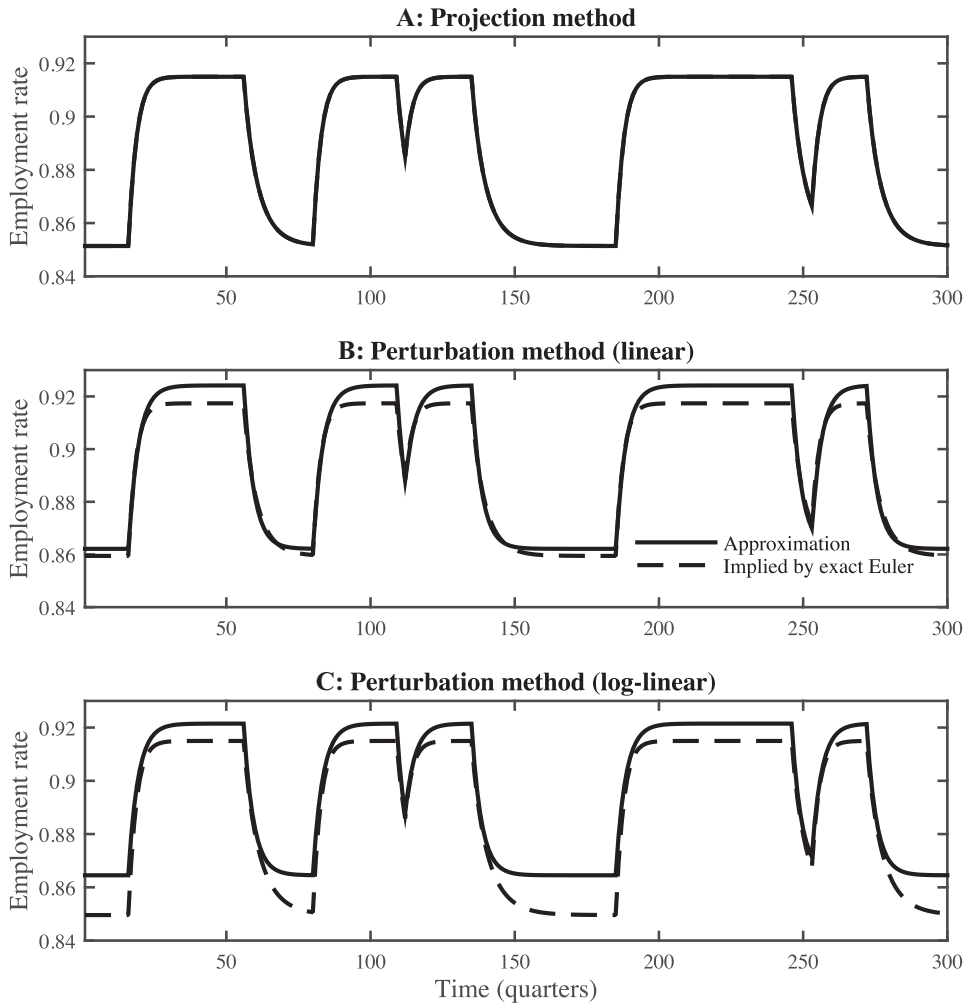 A: Projection method
0.92
0.9
0.88
0.86
0.84
Employment rate
50 100 150 200 250 300
B: Perturbation method (linear)
0.92
0.9
0.88
0.86
0.84
Employment rate
Approximation
Implied by exact Euler
50 100 150 200 250 300
C: Perturbation method (log-linear)
0.92
0.9
0.88
0.86
0.84
Employment rate
50 100 150 200 250 300
Time (quarters)